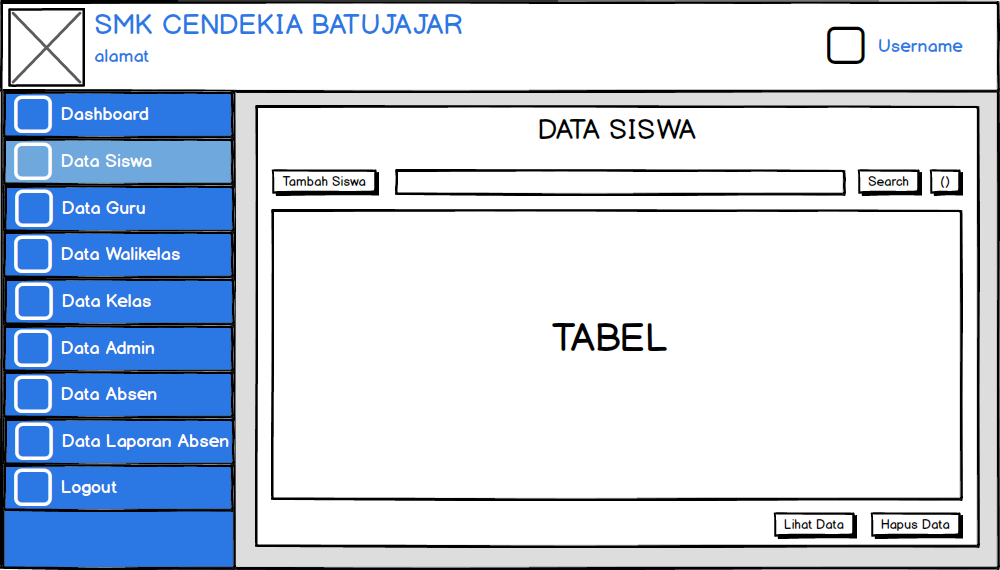 SMK CENDEKIA BATUJAJAR
alamat
Username
Dashboard
Data Siswa
Data Guru
Data Walikelas
Data Kelas
Data Admin
Data Absen
Data Laporan Absen
Logout
DATA SISWA
Tambah Siswa
Search
()
TABEL
Lihat Data
Hapus Data